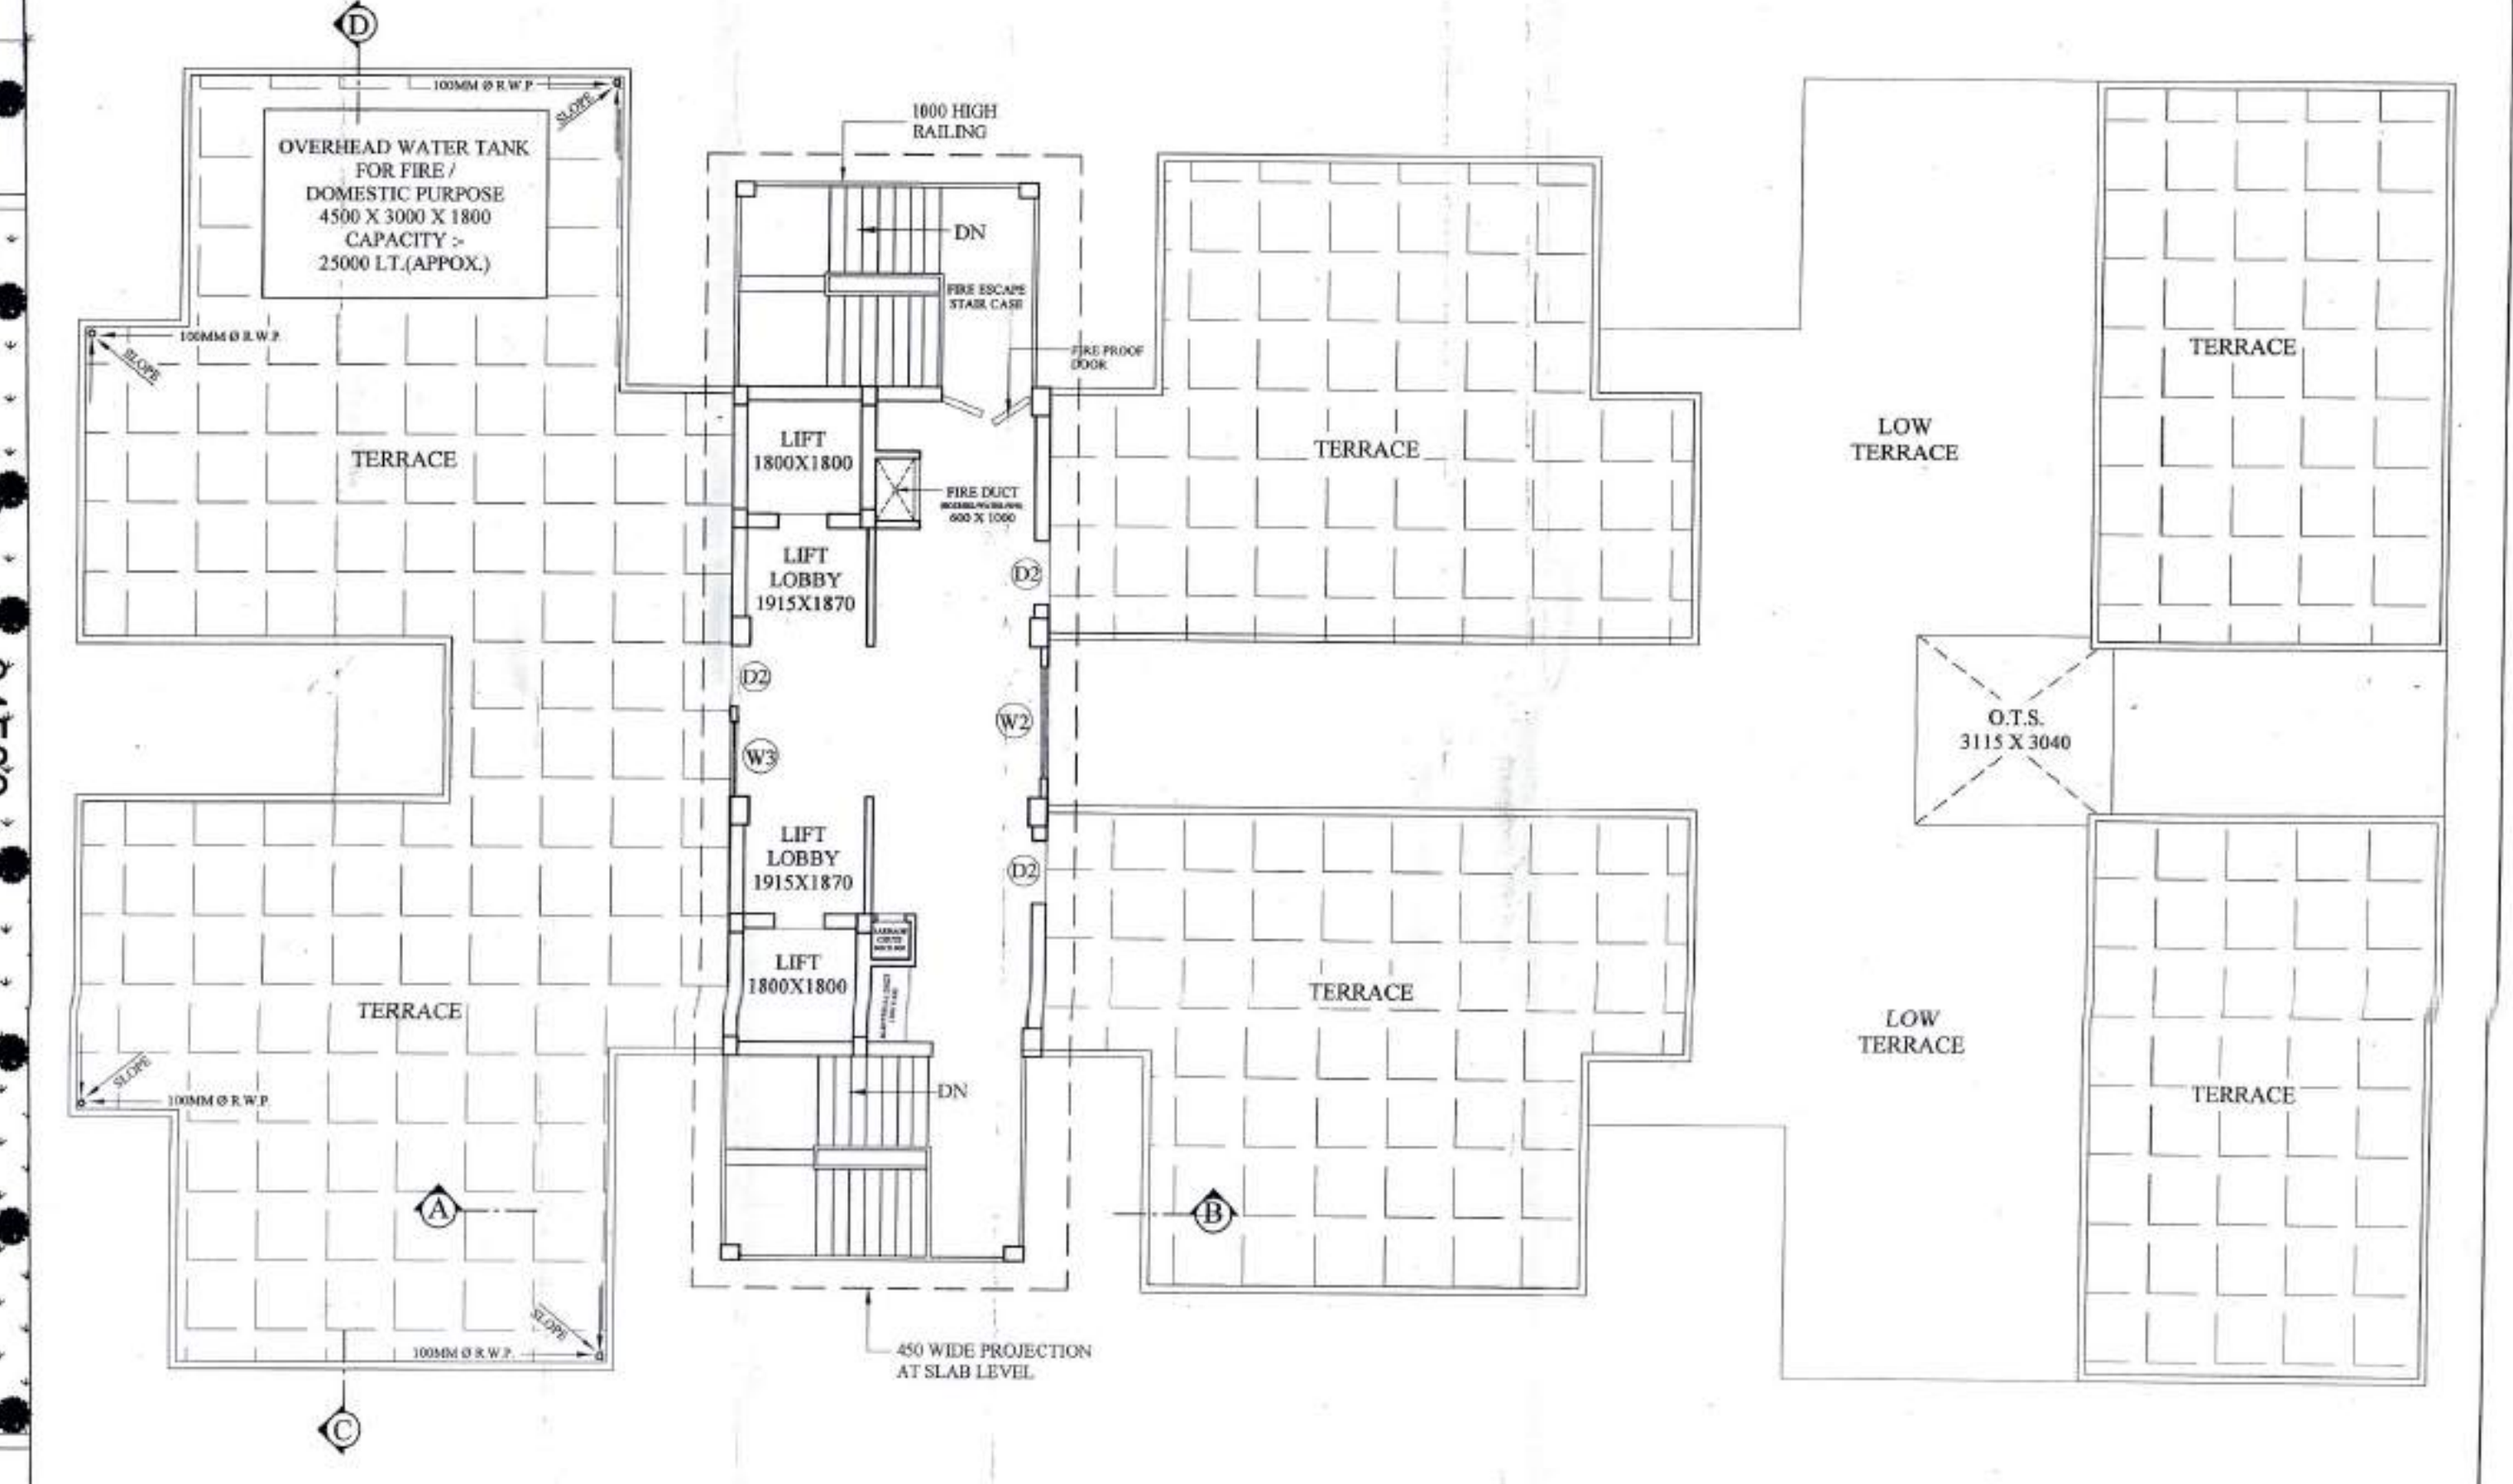 D
100MM Ø R.W.P
SLOPE
OVERHEAD WATER TANK
FOR FIRE /
DOMESTIC PURPOSE
4500 X 3000 X 1800
CAPACITY :-
25000 LT.(APPOX.)
100MM Ø R.W.P.
SLOPE
TERRACE
1000 HIGH
RAILING
DN
FIRE ESCAPE
STAIR CASE
FIRE PROOF
DOOR
LIFT
1800X1800
FIRE DUCT
600 X 1000
LIFT
LOBBY
1915X1870
D2
D2
W2
W3
TERRACE
LOW
TERRACE
TERRACE
O.T.S.
3115 X 3040
LIFT
LOBBY
1915X1870
D2
LIFT
1800X1800
TERRACE
TERRACE
LOW
TERRACE
TERRACE
SLOPE
100MM Ø R.W.P.
DN
A
B
SLOPE
100MM Ø R.W.P.
450 WIDE PROJECTION
AT SLAB LEVEL
C